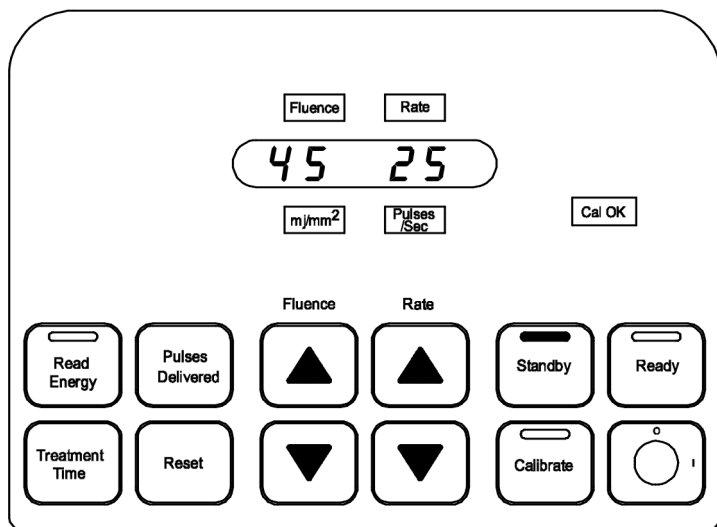 Fluence Rate
45 25
mj/mm² Pulses
/Sec
Cal OK
Fluence Rate
Read
Energy
Pulses
Delivered
Standby
Ready
Treatment
Time
Reset
Calibrate
O
I